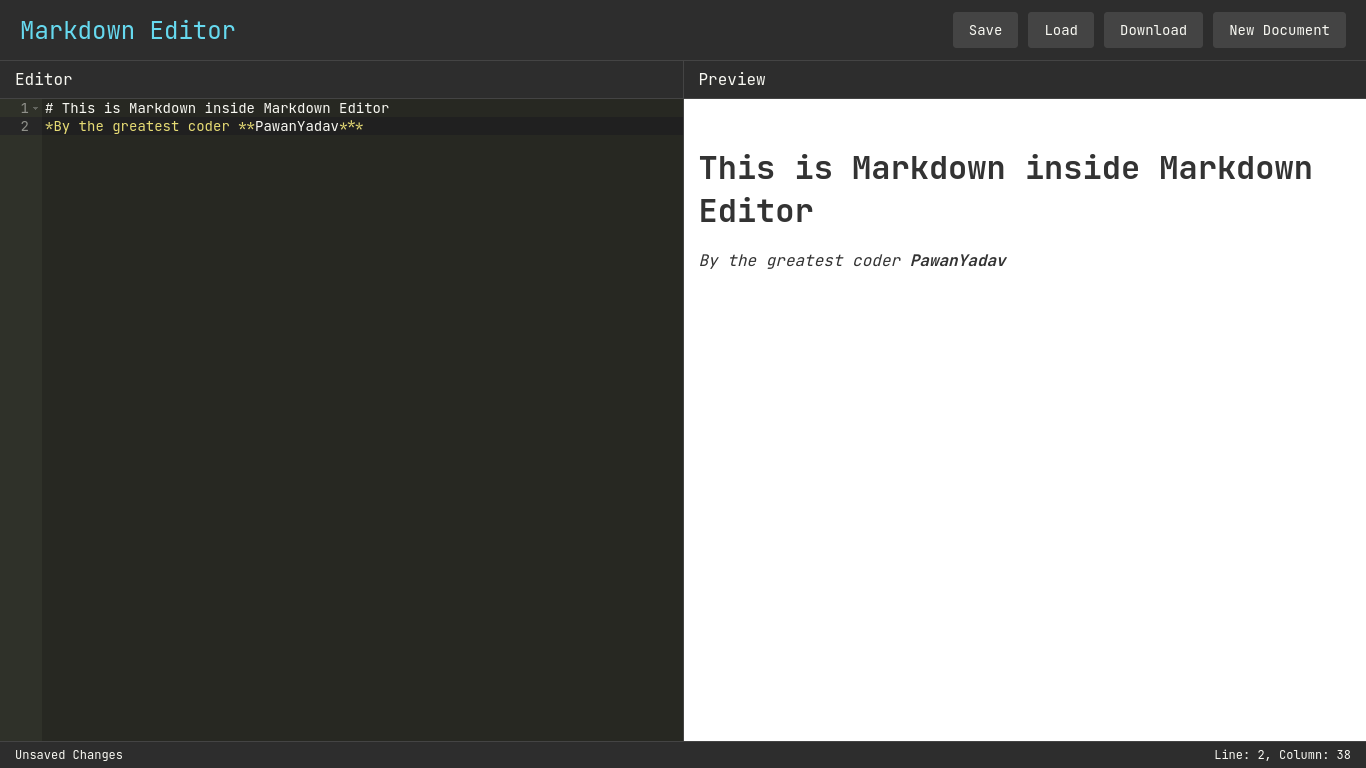 Markdown Editor
Save Load Download New Document
Editor
Preview
1 # This is Markdown inside Markdown Editor
2 *By the greatest coder **PawanYadav***
This is Markdown inside Markdown
Editor
By the greatest coder PawanYadav
Unsaved Changes
Line: 2, Column: 38